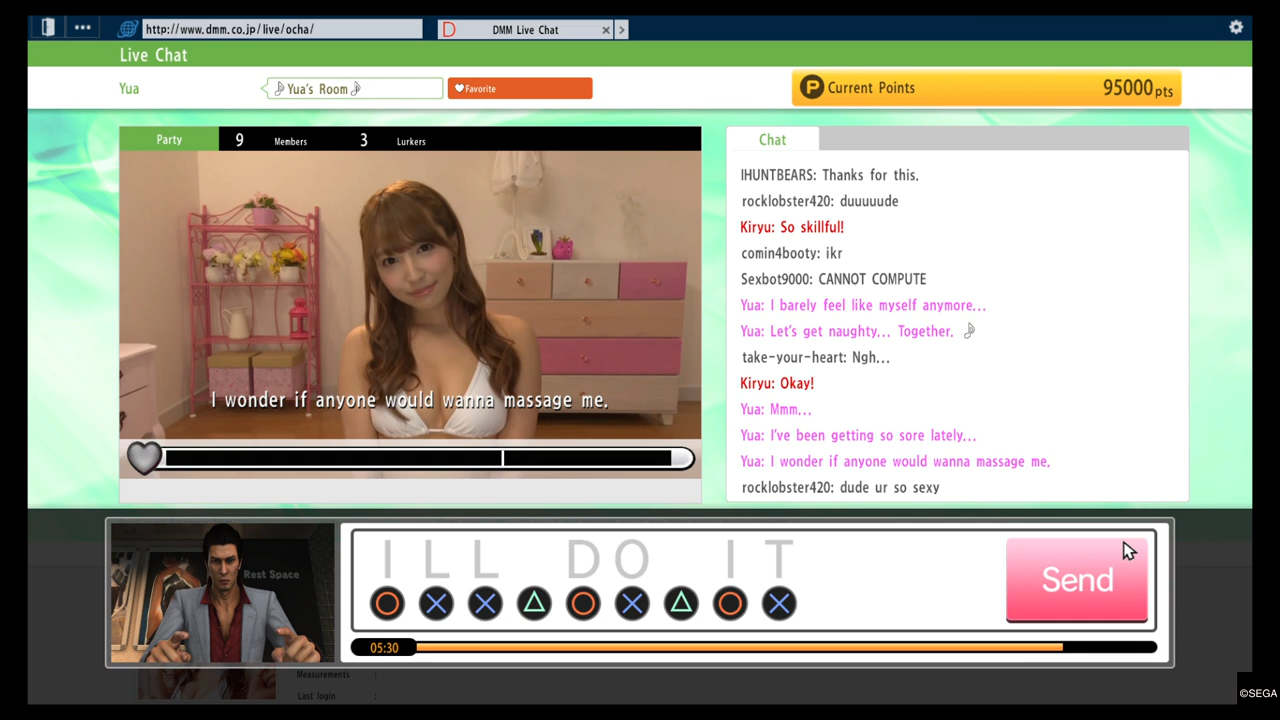 http://www.dmm.co.jp/live/ocha/
DMM Live Chat
Live Chat
Yua
Yua's Room
Favorite
P Current Points 95000 pts
Party 9 Members 3 Lurkers
I wonder if anyone would wanna massage me.
Chat
IHUNTBEARS: Thanks for this.
rocklobster420: duuuuude
Kiryu: So skillful!
comin4booty: ikr
Sexbot9000: CANNOT COMPUTE
Yua: I barely feel like myself anymore...
Yua: Let's get naughty... Together.
take-your-heart: Ngh...
Kiryu: Okay!
Yua: Mmm...
Yua: I've been getting so sore lately...
Yua: I wonder if anyone would wanna massage me.
rocklobster420: dude ur so sexy
Rest Space
ILL DO IT
Send
05:30
Measurements :
Last login :
©SEGA